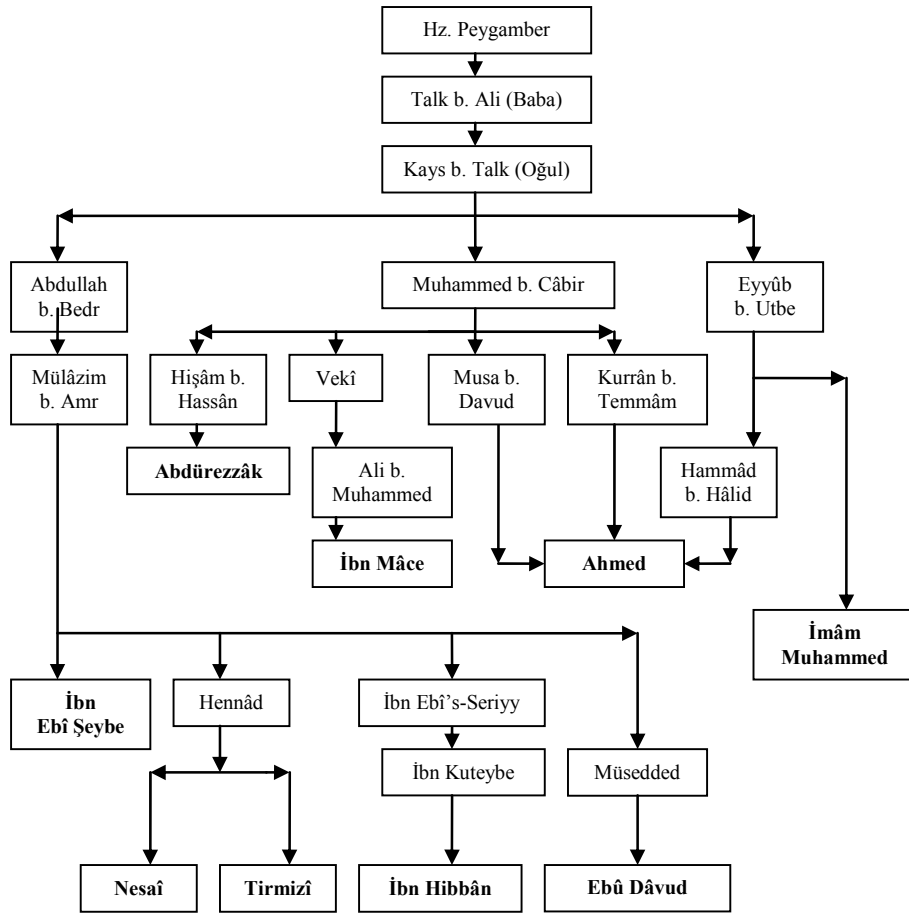 Hz. Peygamber
Talk b. Ali (Baba)
Kays b. Talk (Oğul)
Abdullah
b. Bedr
Muhammed b. Câbir
Eyyûb
b. Utbe
Mülâzim
b. Amr
Hişâm b.
Hassân
Vekî
Musa b.
Davud
Kurrân b.
Temmâm
Abdürezzâk
Ali b.
Muhammed
Hammâd
b. Hâlid
İbn Mâce
Ahmed
İmâm
Muhammed
İbn
Ebî Şeybe
Hennâd
İbn Ebî’s-Seriyy
İbn Kuteybe
Müsedded
Nesaî
Tirmizî
İbn Hibbân
Ebû Dâvud